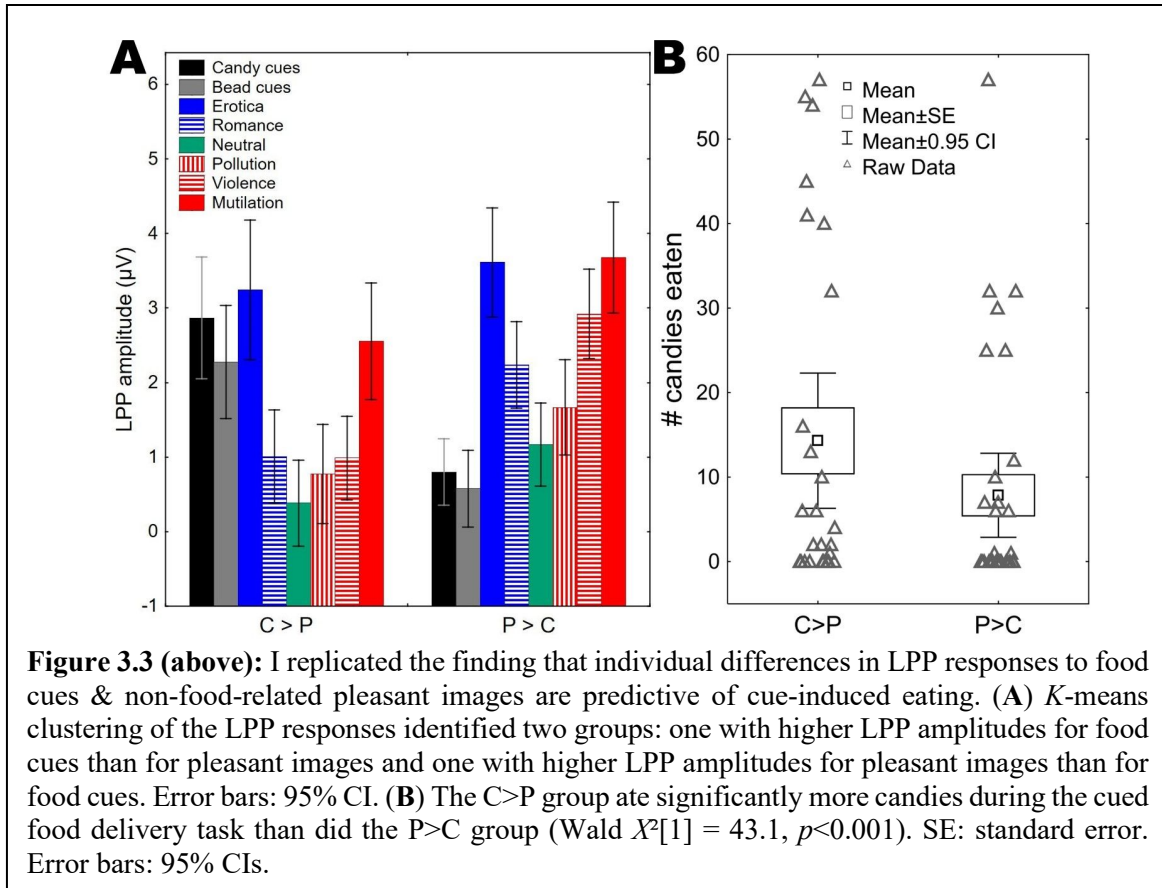 A
6
5
4
3
2
1
0
-1
LPP amplitude (µV)
Candy cues
Bead cues
Erotica
Romance
Neutral
Pollution
Violence
Mutilation
C > P
P > C
B
60
50
40
30
20
10
0
# candies eaten
Mean
Mean±SE
Mean±0.95 CI
Raw Data
C>P
P>C
Figure 3.3 (above): I replicated the finding that individual differences in LPP responses to food
cues & non-food-related pleasant images are predictive of cue-induced eating. (A) K-means
clustering of the LPP responses identified two groups: one with higher LPP amplitudes for food
cues than for pleasant images and one with higher LPP amplitudes for pleasant images than for
food cues. Error bars: 95% CI. (B) The C>P group ate significantly more candies during the cued
food delivery task than did the P>C group (Wald X²[1] = 43.1, p<0.001). SE: standard error.
Error bars: 95% CIs.